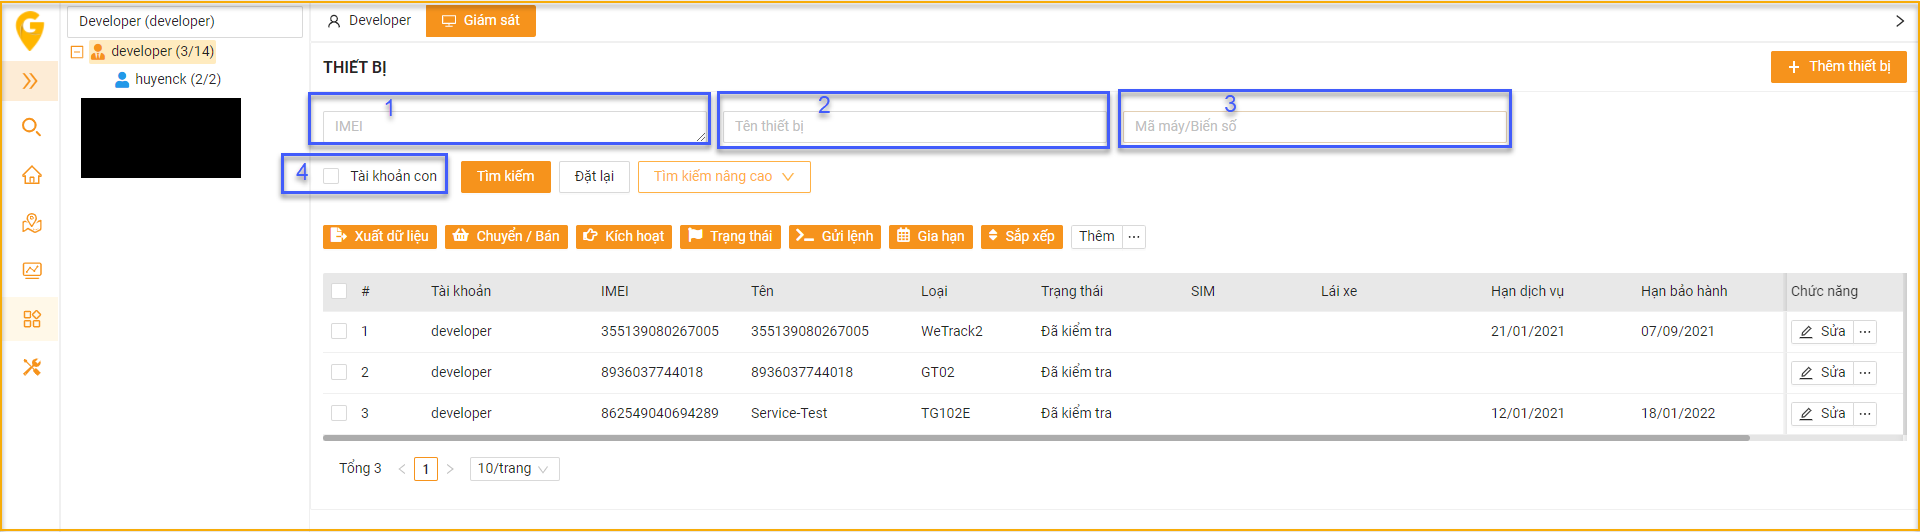 G
Developer (developer)
developer (3/14)
huyenck (2/2)
Developer
Giám sát
THIẾT BỊ
Thêm thiết bị
1
IMEI
2
Tên thiết bị
3
Mã máy/Biển số
4
Tài khoản con
Tìm kiếm
Đặt lại
Tìm kiếm nâng cao
Xuất dữ liệu
Chuyển / Bán
Kích hoạt
Trạng thái
Gửi lệnh
Gia hạn
Sắp xếp
Thêm ...
# Tài khoản IMEI Tên Loại Trạng thái SIM Lái xe Hạn dịch vụ Hạn bảo hành Chức năng
1 developer 355139080267005 355139080267005 WeTrack2 Đã kiểm tra 21/01/2021 07/09/2021 Sửa ...
2 developer 8936037744018 8936037744018 GT02 Đã kiểm tra Sửa ...
3 developer 862549040694289 Service-Test TG102E Đã kiểm tra 12/01/2021 18/01/2022 Sửa ...
Tổng 3 < 1 > 10/trang